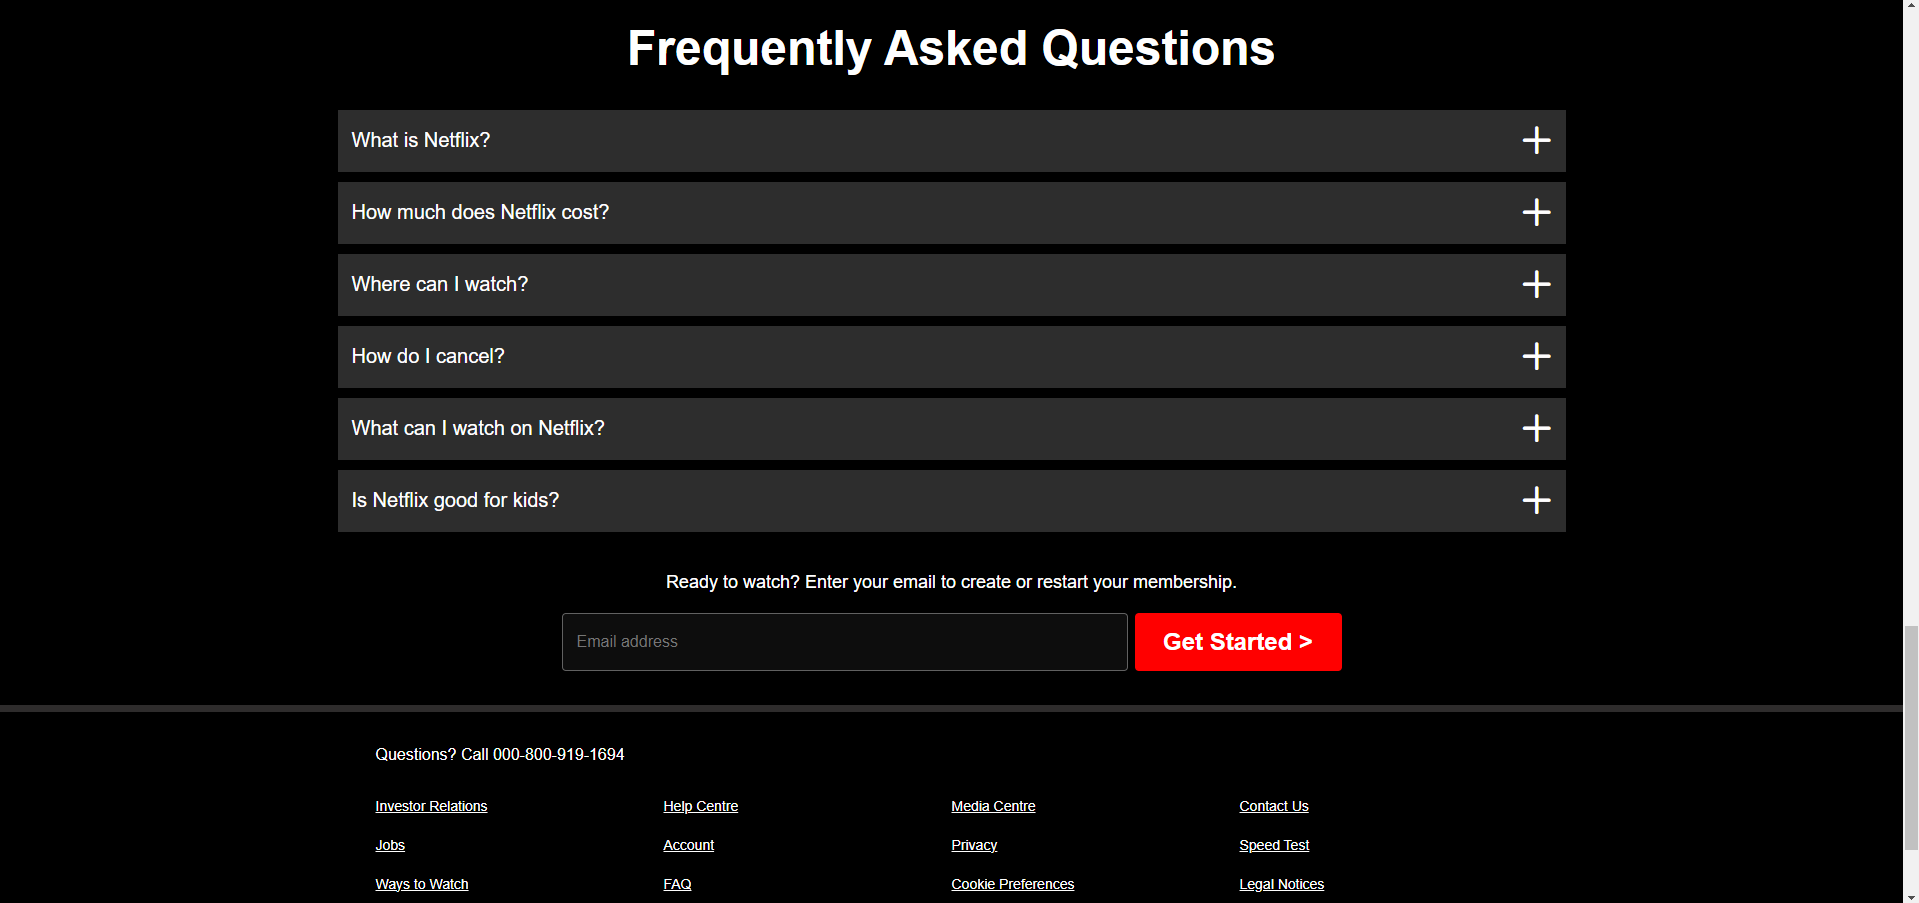 Frequently Asked Questions
What is Netflix?
How much does Netflix cost?
Where can I watch?
How do I cancel?
What can I watch on Netflix?
Is Netflix good for kids?
Ready to watch? Enter your email to create or restart your membership.
Email address
Get Started >
Questions? Call 000-800-919-1694
Investor Relations
Help Centre
Media Centre
Contact Us
Jobs
Account
Privacy
Speed Test
Ways to Watch
FAQ
Cookie Preferences
Legal Notices